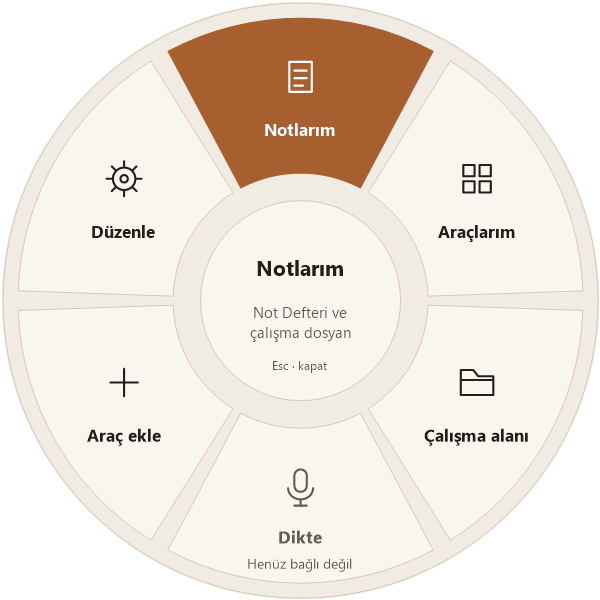 Notlarım
Düzenle
Araçlarım
Notlarım
Not Defteri ve
çalışma dosyan
Esc · kapat
Araç ekle
Çalışma alanı
Dikte
Henüz bağlı değil